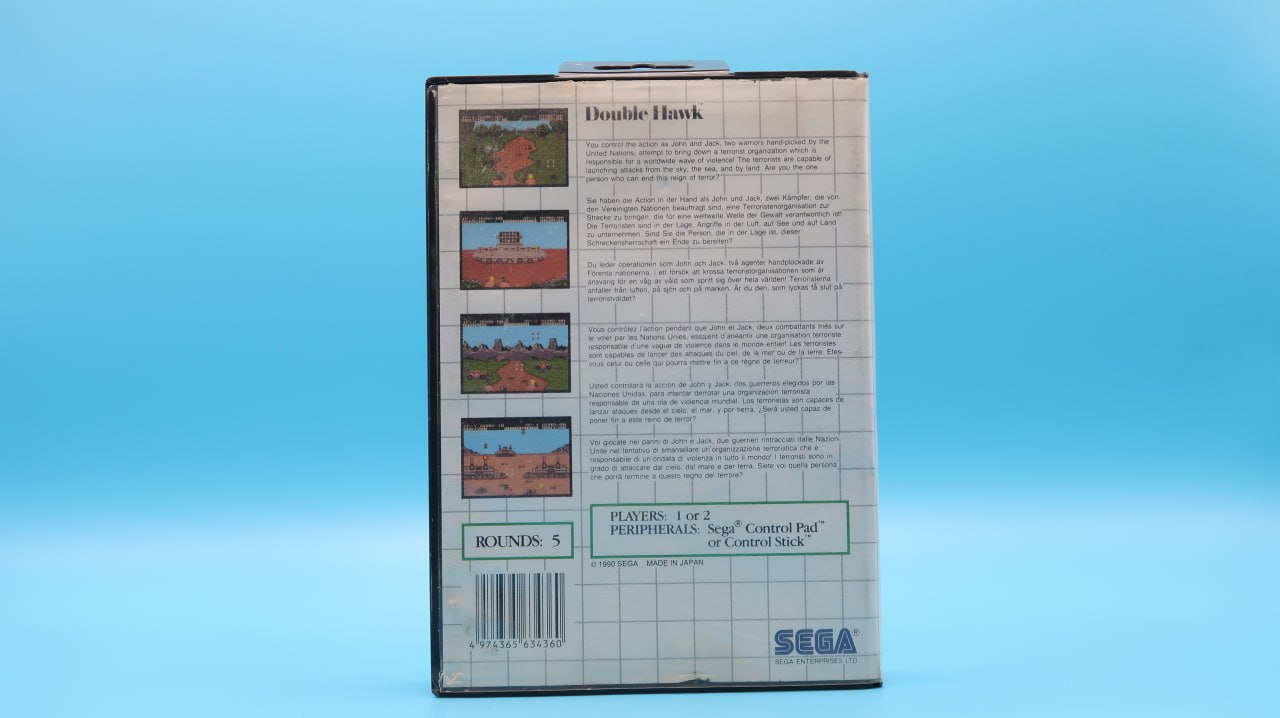 Double Hawk™
You control the action as John and Jack, two warriors hand-picked by the
United Nations, attempt to bring down a terrorist organization which is
responsible for a worldwide wave of violence! The terrorists are capable of
launching attacks from the sky, the sea, and by land. Are you the one
person who can end this reign of terror?
Sie haben die Action in der Hand als John und Jack, zwei Kämpfer, die von
den Vereinigten Nationen beauftragt sind, eine Terroristenorganisation zur
Strecke zu bringen, die für eine weltweite Welle der Gewalt verantwortlich ist!
Die Terroristen sind in der Lage, Angriffe in der Luft, auf See und auf Land
zu unternehmen. Sind Sie die Person, die in der Lage ist, dieser
Schreckensherrschaft ein Ende zu bereiten?
Du leder operationen som John och Jack, två agenter handplockade av
Förenta nationerna, i ett försök att krossa terroristorganisationen som är
ansvarig för en våg av våld som spritt sig över hela världen! Terroristerna
anfaller från luften, på sjön och på marken. Är du den, som lyckas få slut på
terroristväldet?
Vous contrôlez l'action pendant que John et Jack, deux combattants triés sur
le volet par les Nations Unies, essaient d'anéantir une organisation terroriste
responsable d'une vague de violence dans le monde entier! Les terroristes
sont capables de lancer des attaques du ciel, de la mer ou de la terre. Etes-
vous celui ou celle qui pourra mettre fin à ce règne de terreur?
Usted controlará la acción de John y Jack, dos guerreros elegidos por las
Naciones Unidas, para intentar derrotar una organización terrorista
responsable de una ola de violencia mundial. Los terroristas son capaces de
lanzar ataques desde el cielo, el mar, y por tierra. ¿Será usted capaz de
poner fin a este reino de terror?
Voi giocate nei panni di John e Jack, due guerrieri rintracciati dalle Nazioni
Unite nel tentativo di smantellare un'organizzazione terroristica che è
responsabile di un'ondata di violenza in tutto il mondo! I terroristi sono in
grado di attaccare dal cielo, dal mare e per terra. Siete voi quella persona
che porrà termine a questo regno del terrore?
PLAYERS: 1 or 2
PERIPHERALS: Sega® Control Pad™
or Control Stick™
ROUNDS: 5
© 1990 SEGA MADE IN JAPAN
4 974365 634360
SEGA®
SEGA ENTERPRISES LTD.